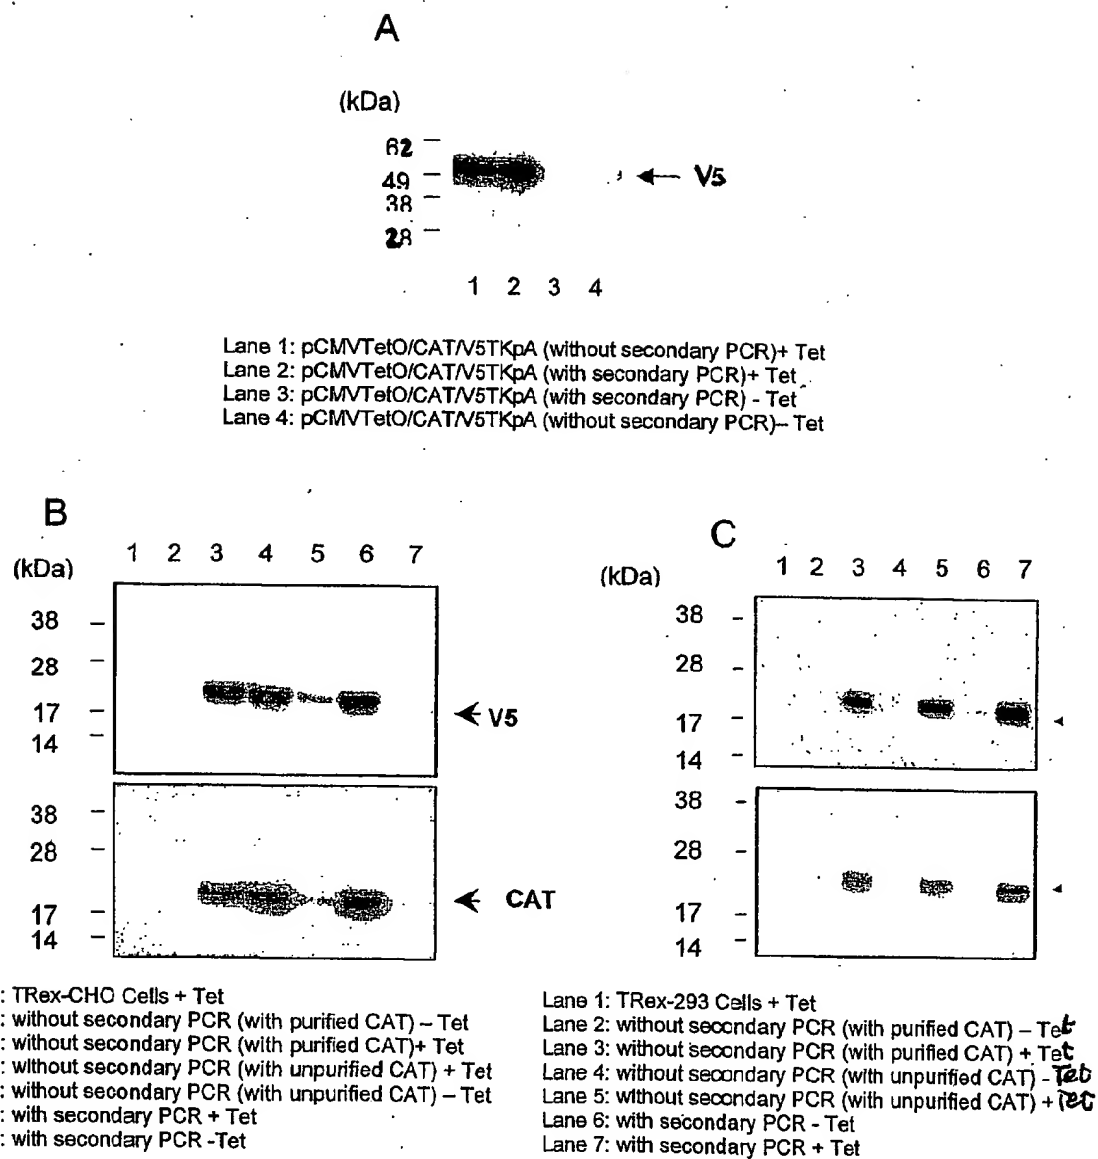 A
(kDa)
62
49
38
28
V5
1 2 3 4
Lane 1: pCMVTetO/CAT/V5TKpA (without secondary PCR)+ Tet
Lane 2: pCMVTetO/CAT/V5TKpA (with secondary PCR)+ Tet
Lane 3: pCMVTetO/CAT/V5TKpA (with secondary PCR) - Tet
Lane 4: pCMVTetO/CAT/V5TKpA (without secondary PCR)– Tet
B
1 2 3 4 5 6 7
(kDa)
38
28
17
14
V5
38
28
17
14
CAT
: TRex-CHO Cells + Tet
: without secondary PCR (with purified CAT) – Tet
: without secondary PCR (with purified CAT)+ Tet
: without secondary PCR (with unpurified CAT) + Tet
: without secondary PCR (with unpurified CAT) – Tet
: with secondary PCR + Tet
: with secondary PCR -Tet
C
1 2 3 4 5 6 7
(kDa)
38
28
17
14
38
28
17
14
Lane 1: TRex-293 Cells + Tet
Lane 2: without secondary PCR (with purified CAT) – Tet
Lane 3: without secondary PCR (with purified CAT) + Tet
Lane 4: without secondary PCR (with unpurified CAT) - Tet
Lane 5: without secondary PCR (with unpurified CAT) + Tet
Lane 6: with secondary PCR - Tet
Lane 7: with secondary PCR + Tet